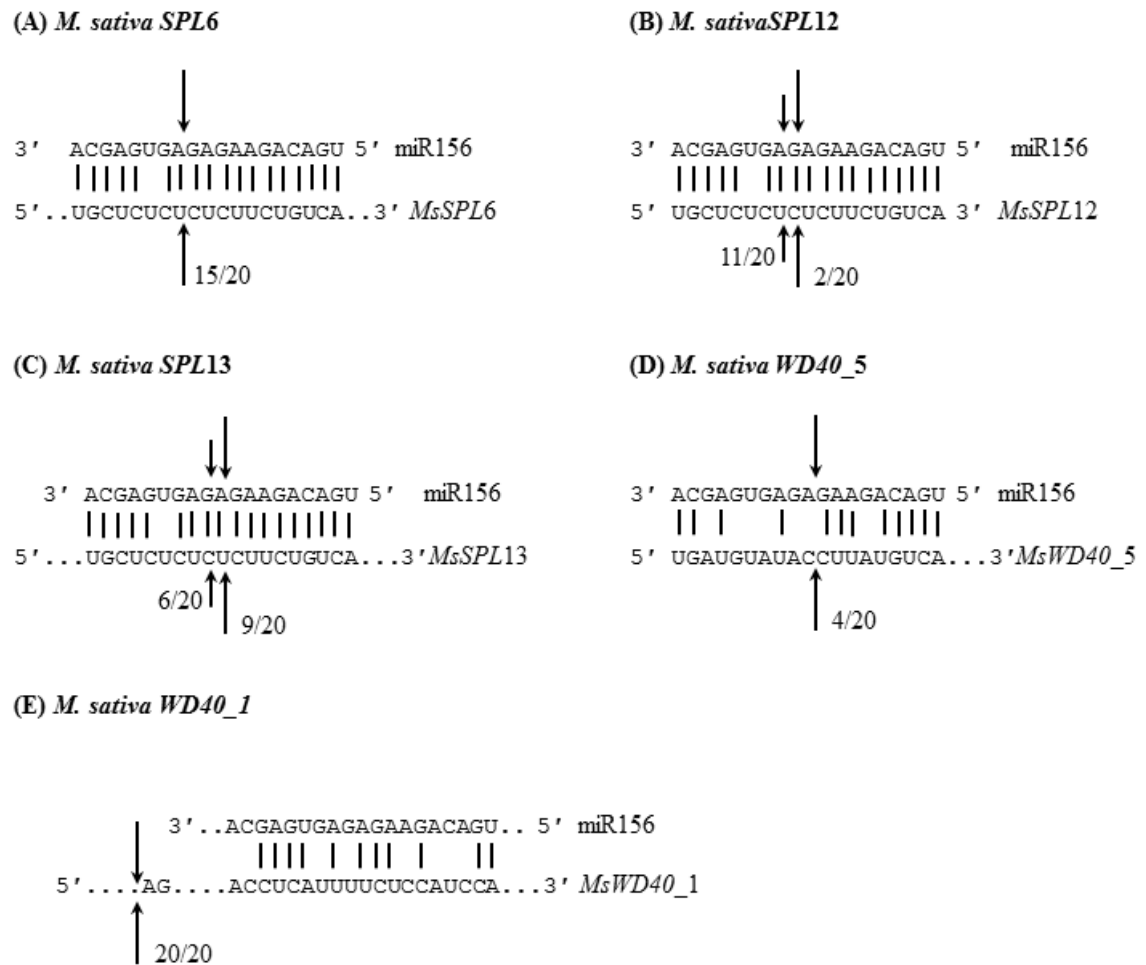 (A) M. sativa SPL6
3′ ACGAGUGAGAGAAGACAGU 5′ miR156
5′..UGCUCUCUCUCUUCUGUCA..3′ MsSPL6
15/20
(B) M. sativaSPL12
3′ ACGAGUGAGAGAAGACAGU 5′ miR156
5′ UGCUCUCUCUCUUCUGUCA 3′ MsSPL12
11/20
2/20
(C) M. sativa SPL13
3′ ACGAGUGAGAGAAGACAGU 5′ miR156
5′...UGCUCUCUCUCUUCUGUCA...3′MsSPL13
6/20
9/20
(D) M. sativa WD40_5
3′ ACGAGUGAGAGAAGACAGU 5′ miR156
5′ UGAUGUAUACCUUAUGUCA...3′MsWD40_5
4/20
(E) M. sativa WD40_1
3′..ACGAGUGAGAGAAGACAGU.. 5′ miR156
5′....AG....ACCUCAUUUUCUCCAUCCA...3′ MsWD40_1
20/20